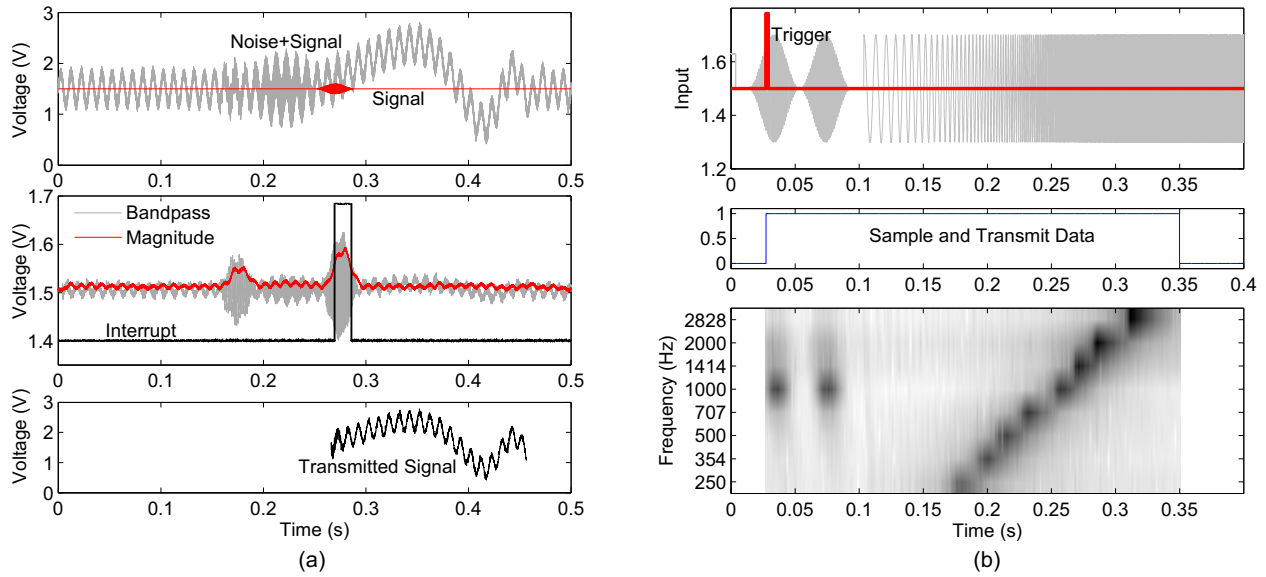 3
2
1
0
Voltage (V)
Noise+Signal
Signal
0 0.1 0.2 0.3 0.4 0.5
1.7
1.6
1.5
1.4
Voltage (V)
Bandpass
Magnitude
Interrupt
0 0.1 0.2 0.3 0.4 0.5
3
2
1
0
Voltage (V)
Transmitted Signal
0 0.1 0.2 0.3 0.4 0.5
Time (s)
(a)
1.6
1.4
1.2
Input
Trigger
0 0.05 0.1 0.15 0.2 0.25 0.3 0.35
1
0.5
0
Sample and Transmit Data
0 0.05 0.1 0.15 0.2 0.25 0.3 0.35 0.4
2828
2000
1414
1000
707
500
354
250
Frequency (Hz)
0 0.05 0.1 0.15 0.2 0.25 0.3 0.35
Time (s)
(b)